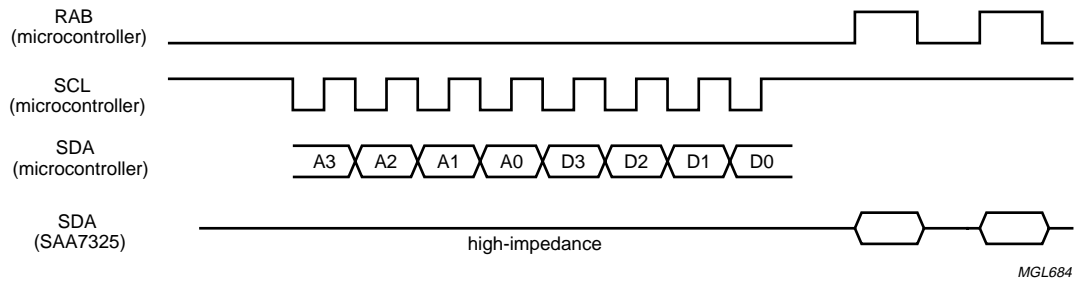 RAB
(microcontroller)
SCL
(microcontroller)
SDA
(microcontroller)
A3 A2 A1 A0 D3 D2 D1 D0
SDA
(SAA7325)
high-impedance
MGL684